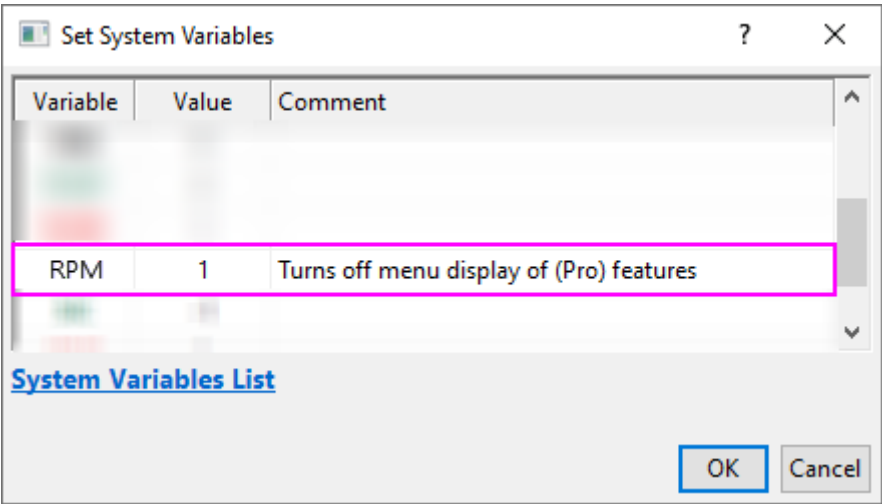 Set System Variables ?
Variable Value Comment
RPM 1 Turns off menu display of (Pro) features
System Variables List
OK Cancel